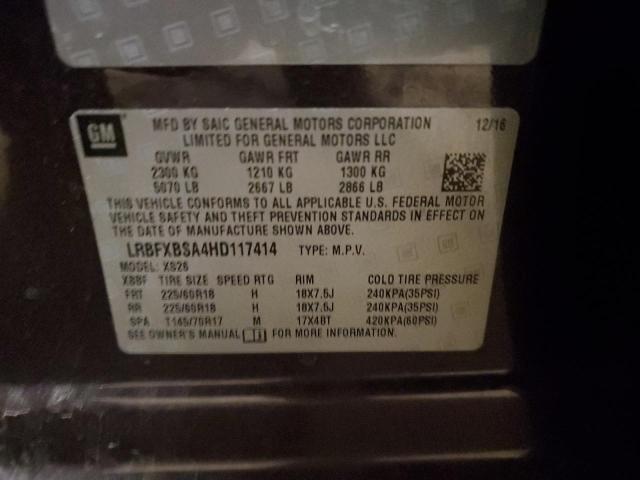 GM
MFD BY SAIC GENERAL MOTORS CORPORATION 12/16
LIMITED FOR GENERAL MOTORS LLC
GVWR GAWR FRT GAWR RR
2300 KG 1210 KG 1300 KG
5070 LB 2667 LB 2866 LB
THIS VEHICLE CONFORMS TO ALL APPLICABLE U.S. FEDERAL MOTOR
VEHICLE SAFETY AND THEFT PREVENTION STANDARDS IN EFFECT ON
THE DATE OF MANUFACTURE SHOWN ABOVE.
LRBFXBSA4HD117414 TYPE: M.P.V.
MODEL: XS26
XBBF TIRE SIZE SPEED RTG RIM COLD TIRE PRESSURE
FRT 225/60R18 H 18X7.5J 240KPA(35PSI)
RR 225/60R18 H 18X7.5J 240KPA(35PSI)
SPA T145/70R17 M 17X4BT 420KPA(60PSI)
SEE OWNER'S MANUAL FOR MORE INFORMATION.